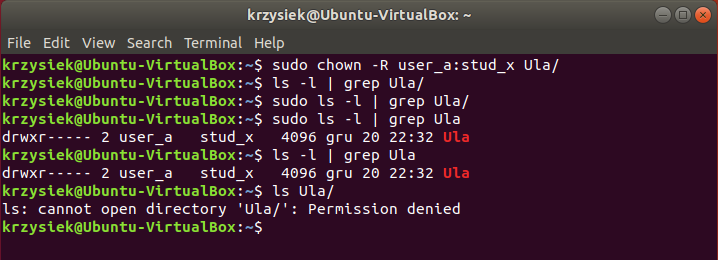 krzysiek@Ubuntu-VirtualBox: ~
File Edit View Search Terminal Help
krzysiek@Ubuntu-VirtualBox:~$ sudo chown -R user_a:stud_x Ula/
krzysiek@Ubuntu-VirtualBox:~$ ls -l | grep Ula/
krzysiek@Ubuntu-VirtualBox:~$ sudo ls -l | grep Ula/
krzysiek@Ubuntu-VirtualBox:~$ sudo ls -l | grep Ula
drwxr----- 2 user_a   stud_x   4096 gru 20 22:32 Ula
krzysiek@Ubuntu-VirtualBox:~$ ls -l | grep Ula
drwxr----- 2 user_a   stud_x   4096 gru 20 22:32 Ula
krzysiek@Ubuntu-VirtualBox:~$ ls Ula/
ls: cannot open directory 'Ula/': Permission denied
krzysiek@Ubuntu-VirtualBox:~$